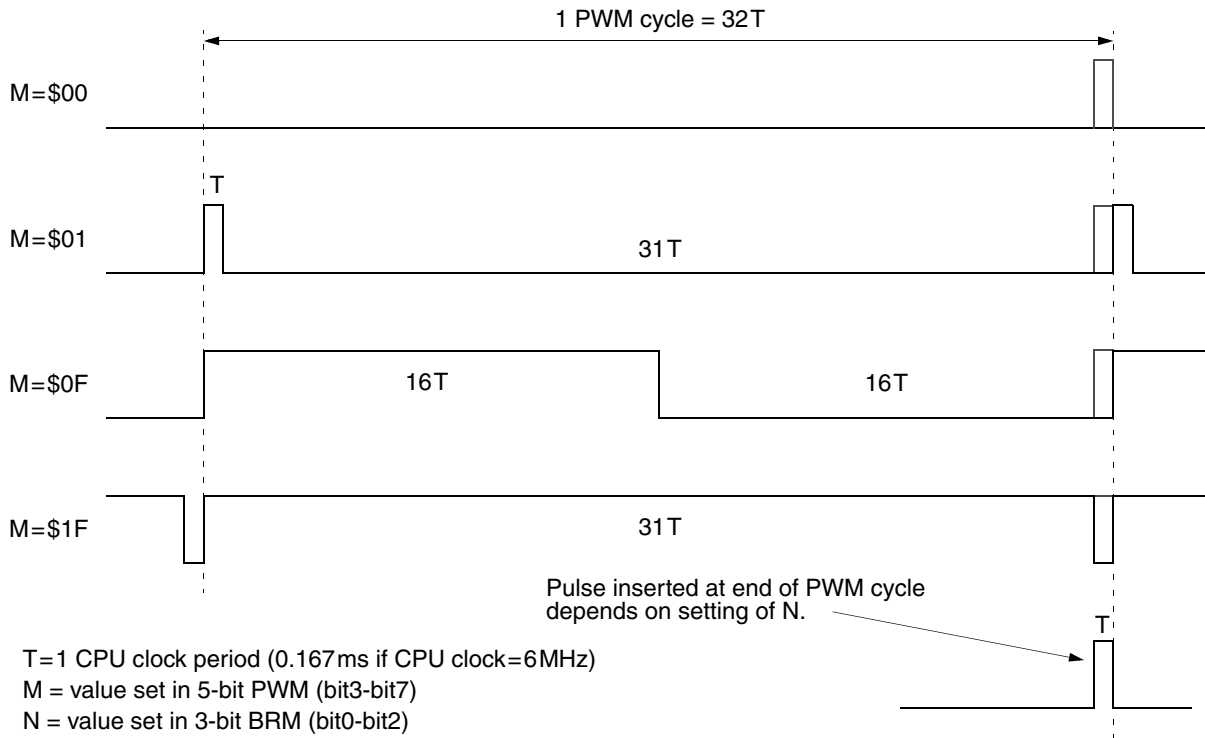 1 PWM cycle = 32T
M=$00
T
M=$01
31T
M=$0F
16T
16T
M=$1F
31T
Pulse inserted at end of PWM cycle
depends on setting of N.
T
T=1 CPU clock period (0.167ms if CPU clock=6MHz)
M = value set in 5-bit PWM (bit3-bit7)
N = value set in 3-bit BRM (bit0-bit2)